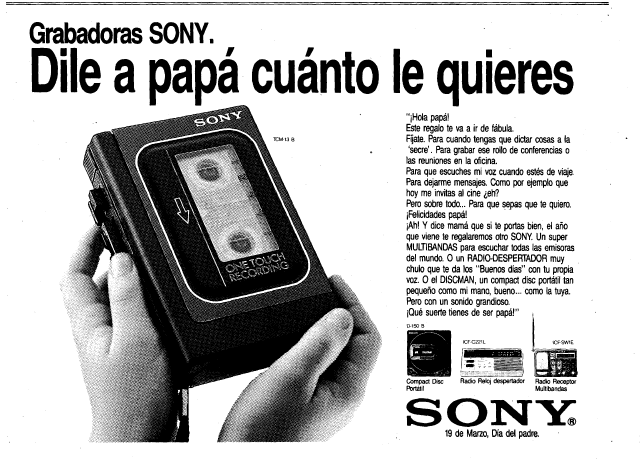 Grabadoras SONY.
Dile a papá cuánto le quieres
SONY
TCM-13 B
ONE TOUCH
RECORDING
"¡Hola papá!
Este regalo te va a ir de fábula.
Fíjate. Para cuando tengas que dictar cosas a la
'secre'. Para grabar ese rollo de conferencias o
las reuniones en la oficina.
Para que escuches mi voz cuando estés de viaje.
Para dejarme mensajes. Como por ejemplo que
hoy me invitas al cine ¿eh?
Pero sobre todo... Para que sepas que te quiero.
¡Felicidades papá!
¡Ah! Y dice mamá que si te portas bien, el año
que viene te regalaremos otro SONY. Un super
MULTIBANDAS para escuchar todas las emisoras
del mundo. O un RADIO-DESPERTADOR muy
chulo que te da los "Buenos días" con tu propia
voz. O el DISCMAN, un compact disc portátil tan
pequeño como mi mano, bueno... como la tuya.
Pero con un sonido grandioso.
¡Qué suerte tienes de ser papá!"
D-150 B
ICF-C221L
ICF-SW1E
Compact Disc
Portátil
Radio Reloj despertador
Radio Receptor
Multibandas
SONY®
19 de Marzo, Día del padre.